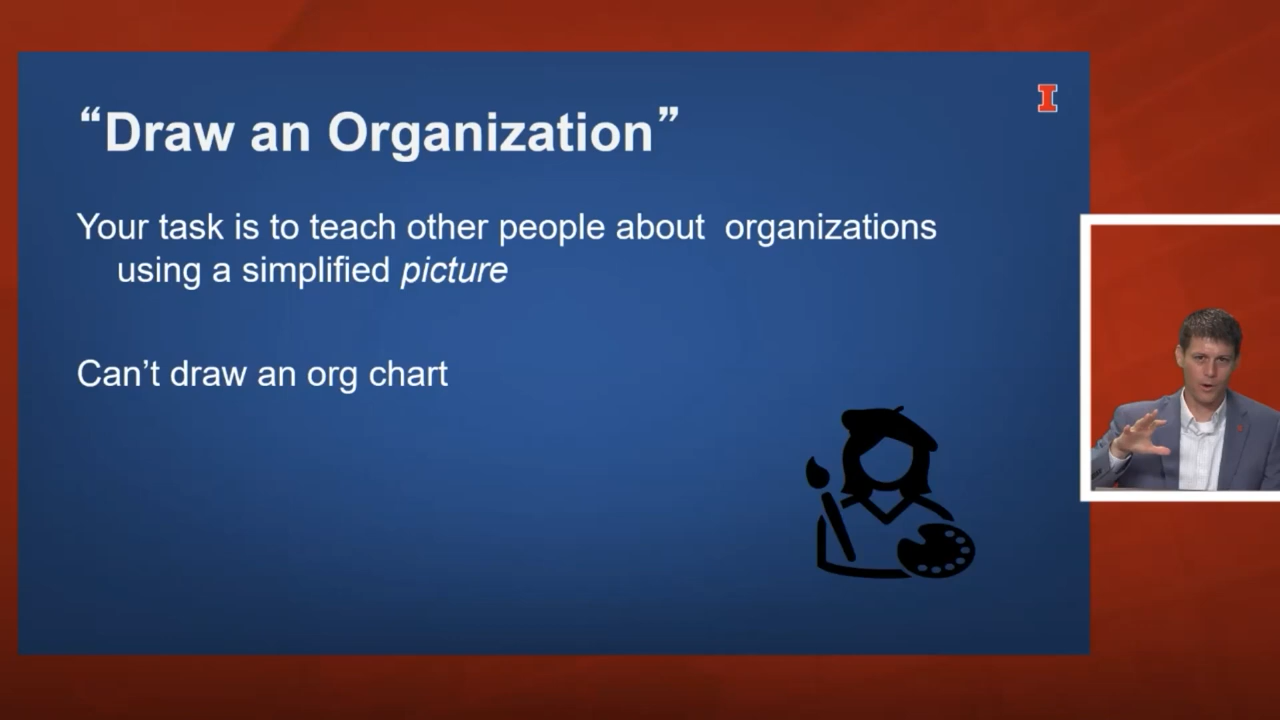 “Draw an Organization”
Your task is to teach other people about  organizations
using a simplified picture
Can’t draw an org chart